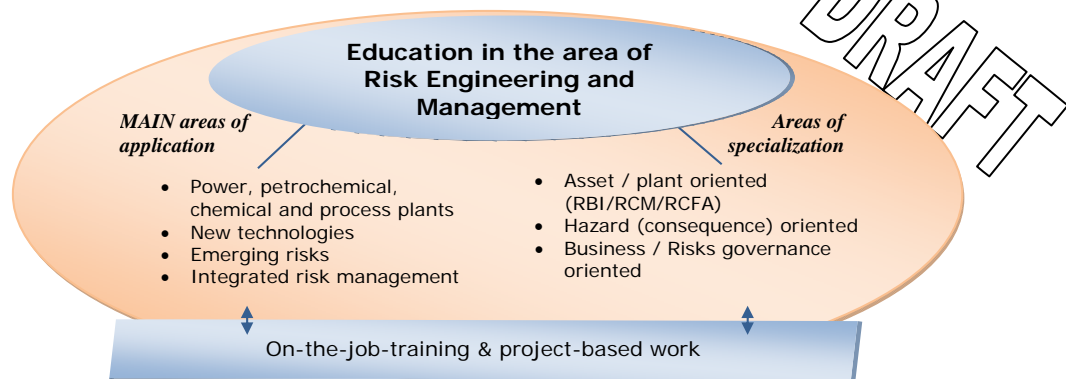 DRAFT
Education in the area of
Risk Engineering and
Management
MAIN areas of
application
• Power, petrochemical,
chemical and process plants
• New technologies
• Emerging risks
• Integrated risk management
Areas of
specialization
• Asset / plant oriented
(RBI/RCM/RCFA)
• Hazard (consequence) oriented
• Business / Risks governance
oriented
On-the-job-training & project-based work